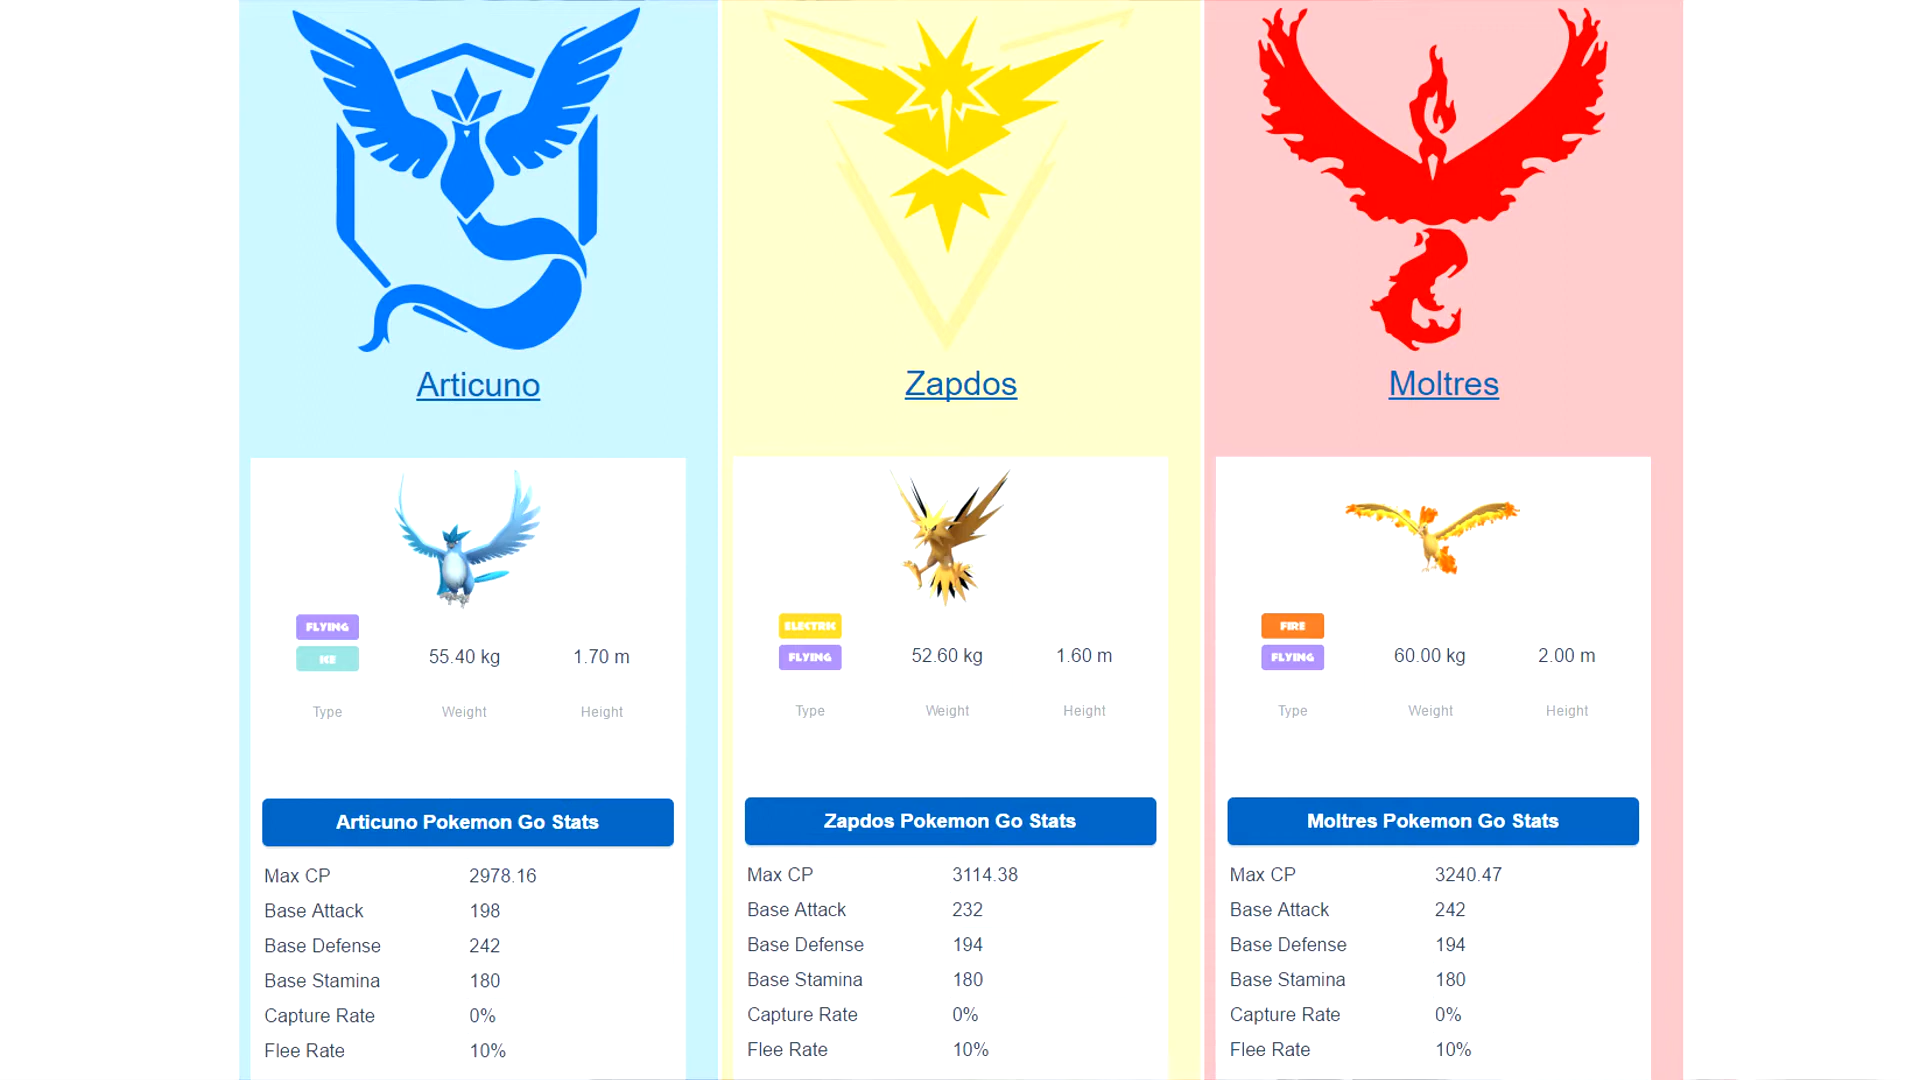 Articuno
FLYING
ICE
55.40 kg
1.70 m
Type
Weight
Height
Articuno Pokemon Go Stats
Max CP 2978.16
Base Attack 198
Base Defense 242
Base Stamina 180
Capture Rate 0%
Flee Rate 10%
Zapdos
ELECTRIC
FLYING
52.60 kg
1.60 m
Type
Weight
Height
Zapdos Pokemon Go Stats
Max CP 3114.38
Base Attack 232
Base Defense 194
Base Stamina 180
Capture Rate 0%
Flee Rate 10%
Moltres
FIRE
FLYING
60.00 kg
2.00 m
Type
Weight
Height
Moltres Pokemon Go Stats
Max CP 3240.47
Base Attack 242
Base Defense 194
Base Stamina 180
Capture Rate 0%
Flee Rate 10%